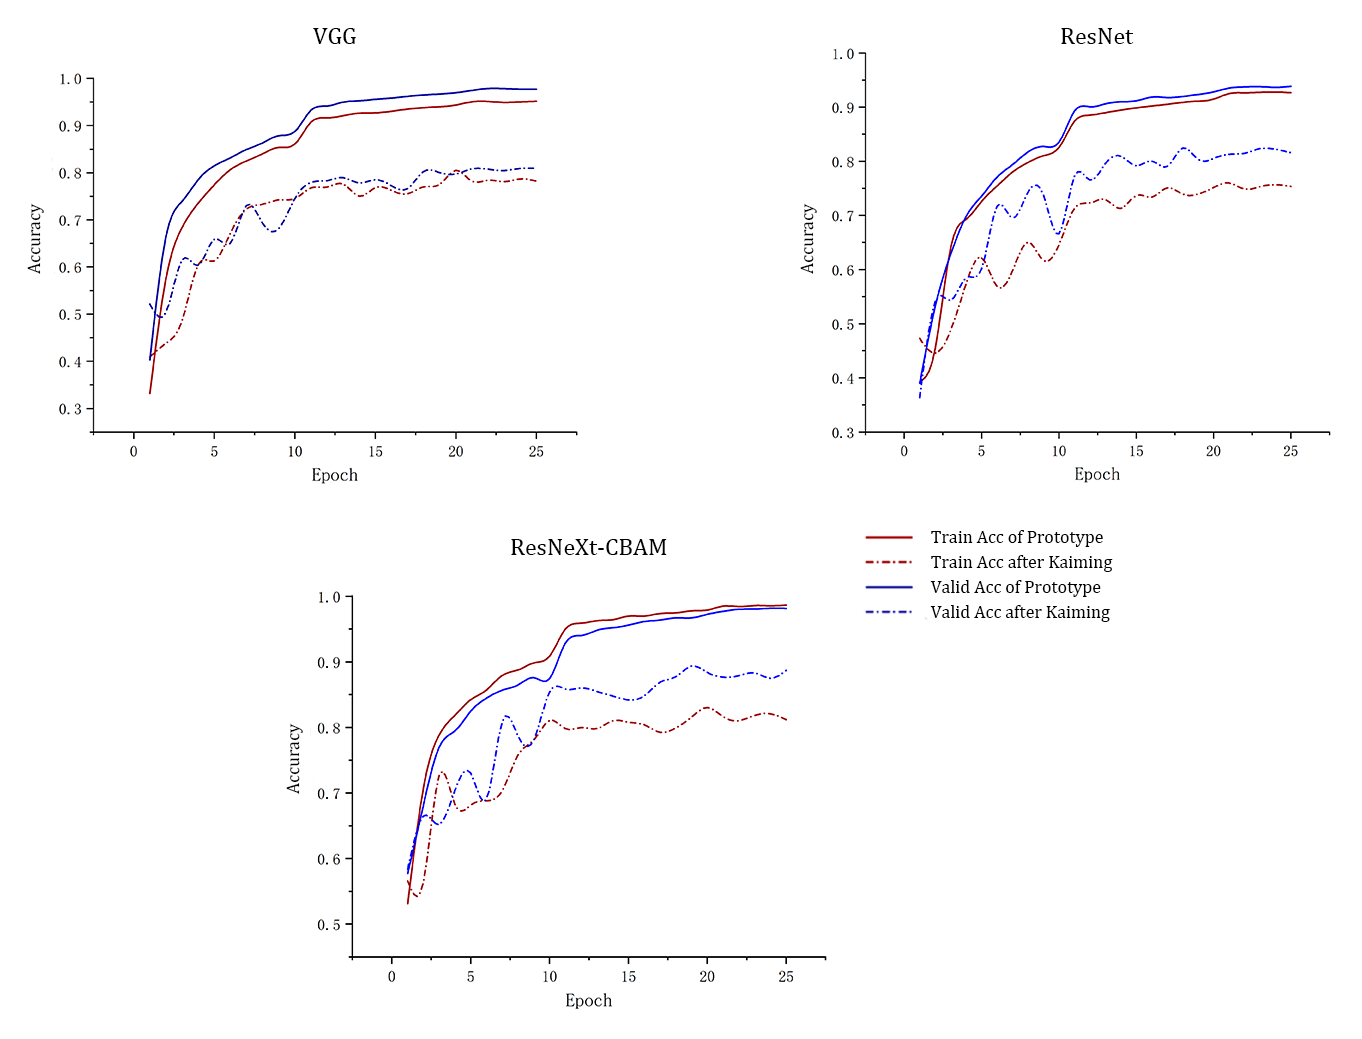 VGG
1.0
0.9
0.8
0.7
0.6
0.5
0.4
0.3
Accuracy
0 5 10 15 20 25
Epoch
ResNet
1.0
0.9
0.8
0.7
0.6
0.5
0.4
0.3
Accuracy
0 5 10 15 20 25
Epoch
ResNeXt-CBAM
1.0
0.9
0.8
0.7
0.6
0.5
Accuracy
0 5 10 15 20 25
Epoch
Train Acc of Prototype
Train Acc after Kaiming
Valid Acc of Prototype
Valid Acc after Kaiming